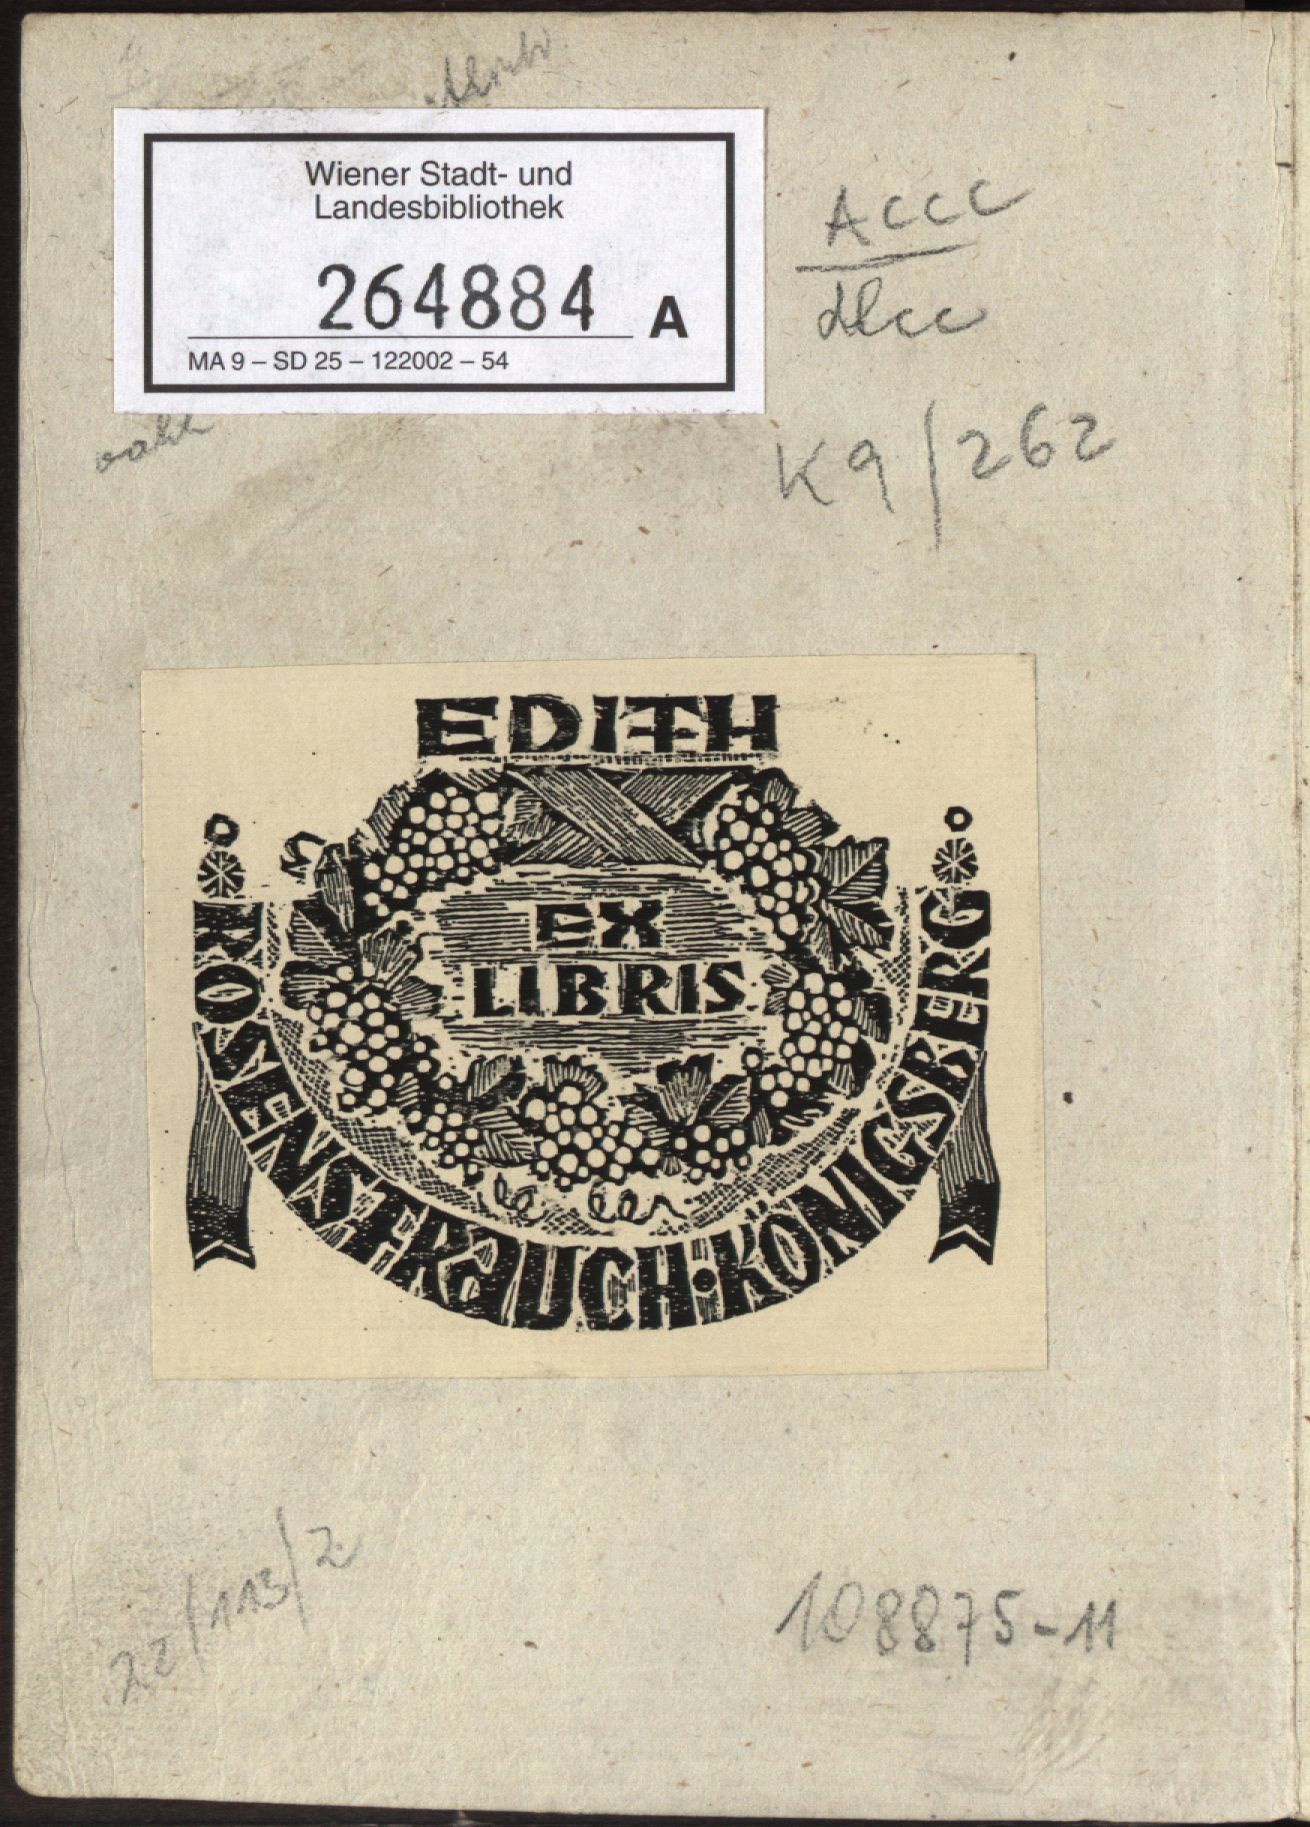 Wiener Stadt- und
Landesbibliothek
264884 A
MA 9 – SD 25 – 122002 – 54
Accc
K9/262
EDITH
EX
LIBRIS
ROSENSTRAUCH·KÖNIGSBERG
22/113/2
108875-11